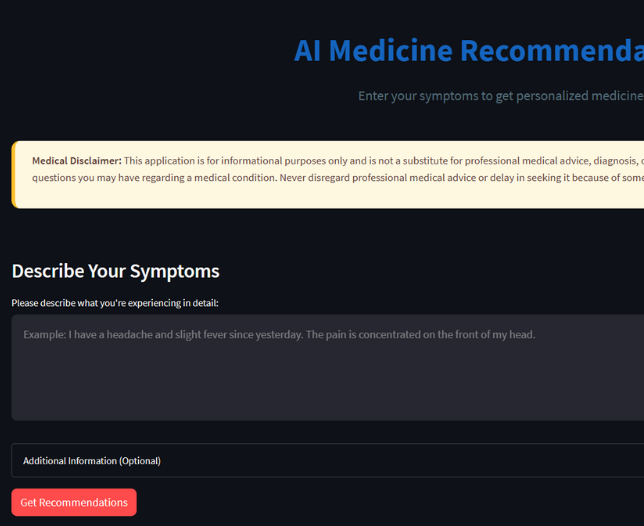 AI Medicine Recommenda
Enter your symptoms to get personalized medicine
Medical Disclaimer: This application is for informational purposes only and is not a substitute for professional medical advice, diagnosis,
questions you may have regarding a medical condition. Never disregard professional medical advice or delay in seeking it because of some
Describe Your Symptoms
Please describe what you're experiencing in detail:
Example: I have a headache and slight fever since yesterday. The pain is concentrated on the front of my head.
Additional Information (Optional)
Get Recommendations